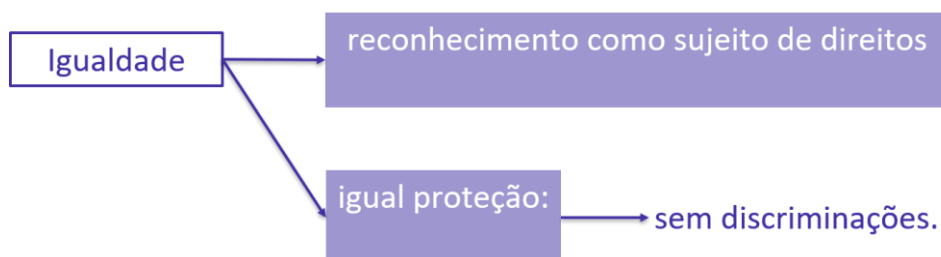 Igualdade
reconhecimento como sujeito de direitos
igual proteção:
sem discriminações.